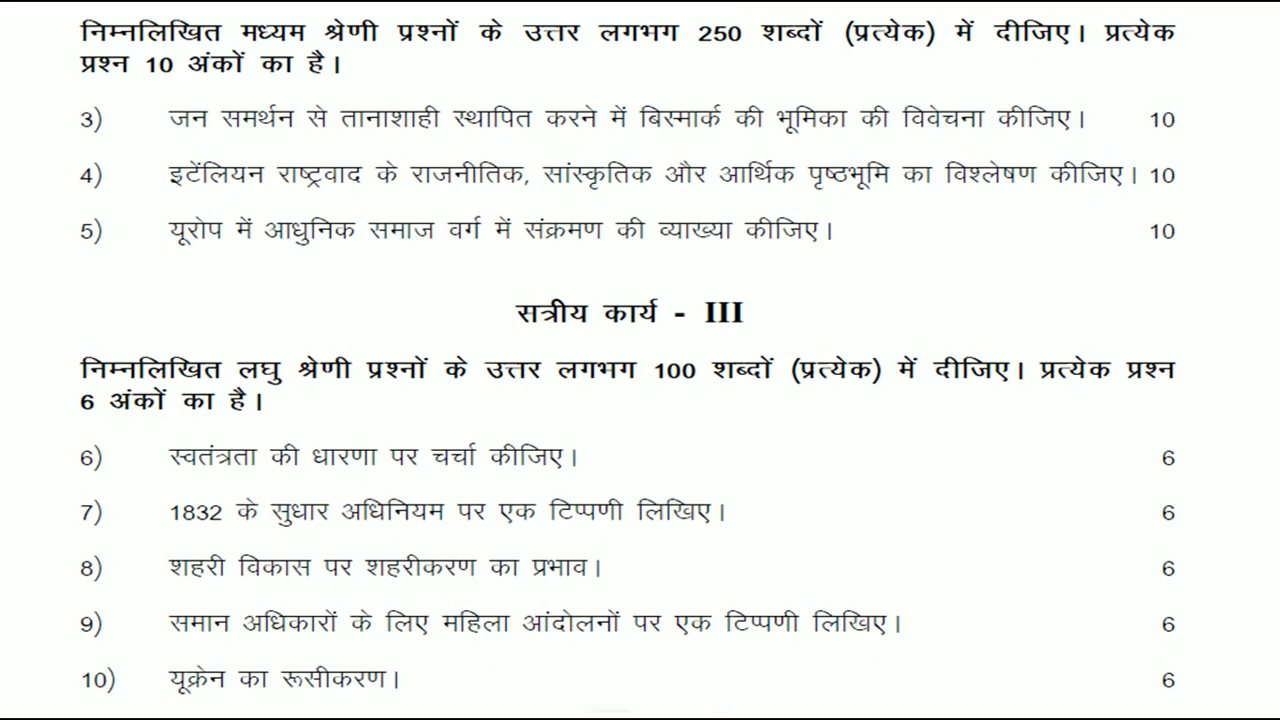 निम्नलिखित मध्यम श्रेणी प्रश्नों के उत्तर लगभग 250 शब्दों (प्रत्येक) में दीजिए। प्रत्येक
प्रश्न 10 अंकों का है।
3) जन समर्थन से तानाशाही स्थापित करने में बिस्मार्क की भूमिका की विवेचना कीजिए। 10
4) इटेंलियन राष्ट्रवाद के राजनीतिक, सांस्कृतिक और आर्थिक पृष्ठभूमि का विश्लेषण कीजिए। 10
5) यूरोप में आधुनिक समाज वर्ग में संक्रमण की व्याख्या कीजिए। 10
सत्रीय कार्य - III
निम्नलिखित लघु श्रेणी प्रश्नों के उत्तर लगभग 100 शब्दों (प्रत्येक) में दीजिए। प्रत्येक प्रश्न
6 अंकों का है।
6) स्वतंत्रता की धारणा पर चर्चा कीजिए। 6
7) 1832 के सुधार अधिनियम पर एक टिप्पणी लिखिए। 6
8) शहरी विकास पर शहरीकरण का प्रभाव। 6
9) समान अधिकारों के लिए महिला आंदोलनों पर एक टिप्पणी लिखिए। 6
10) यूक्रेन का रूसीकरण। 6